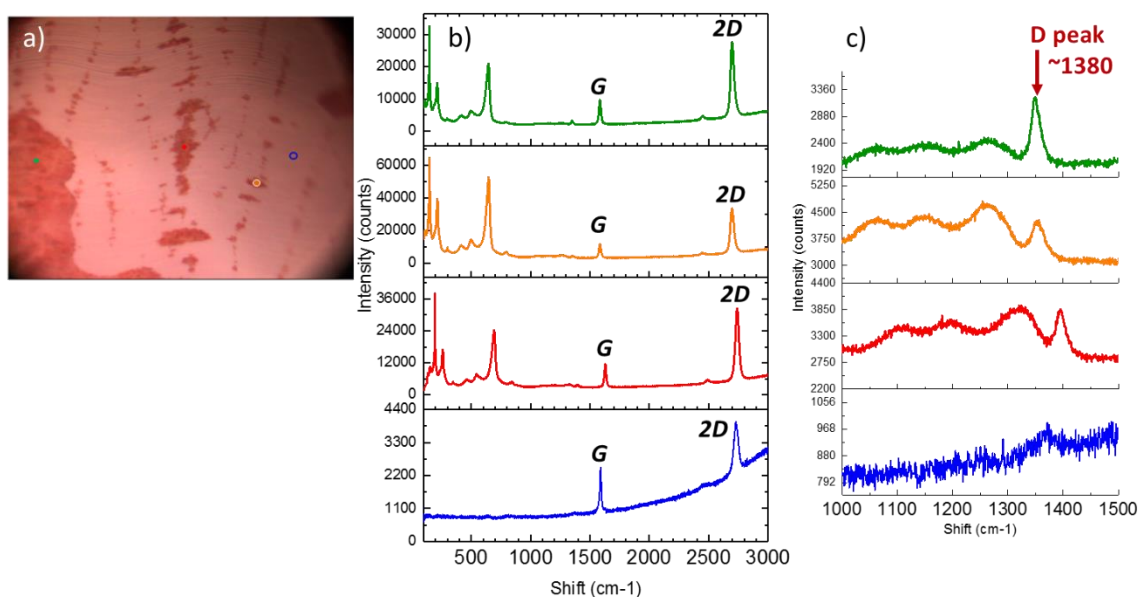 a)
b)
Intensity (counts)
30000
20000
10000
0
G
2D
60000
40000
20000
0
G
2D
36000
24000
12000
0
G
2D
4400
3300
2200
1100
0
G
2D
500 1000 1500 2000 2500 3000
Shift (cm-1)
c)
D peak
~1380
Intensity (counts)
3360
2880
2400
1920
5250
4500
3750
3000
4400
3850
3300
2750
2200
1056
968
880
792
1000 1100 1200 1300 1400 1500
Shift (cm-1)